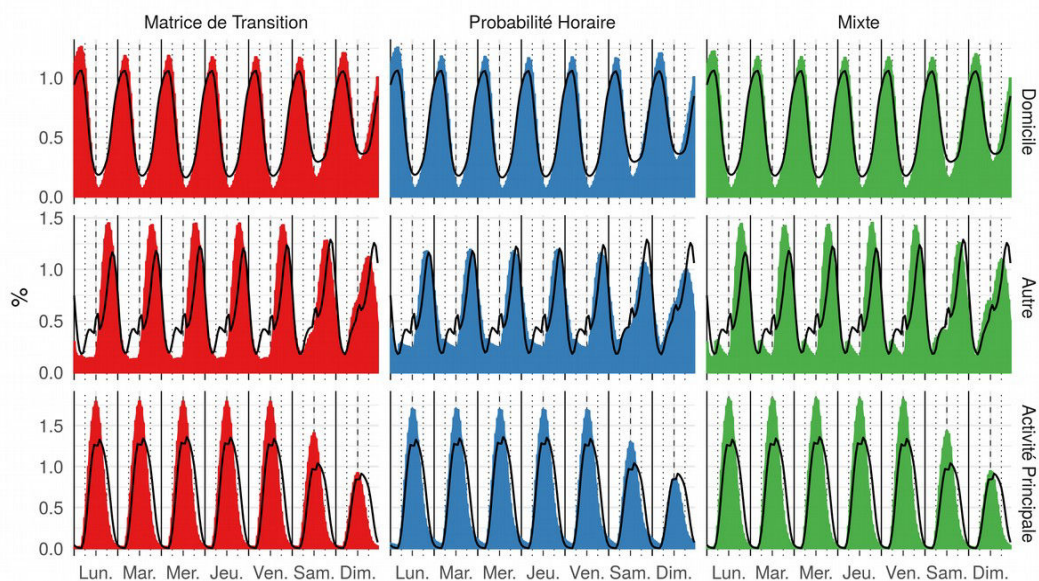 Matrice de Transition Probabilité Horaire Mixte
1.0
0.5
0.0
Domicile
1.5
1.0
0.5
0.0
Autre
%
1.5
1.0
0.5
0.0
Activité Principale
Lun. Mar. Mer. Jeu. Ven. Sam. Dim. Lun. Mar. Mer. Jeu. Ven. Sam. Dim. Lun. Mar. Mer. Jeu. Ven. Sam. Dim.